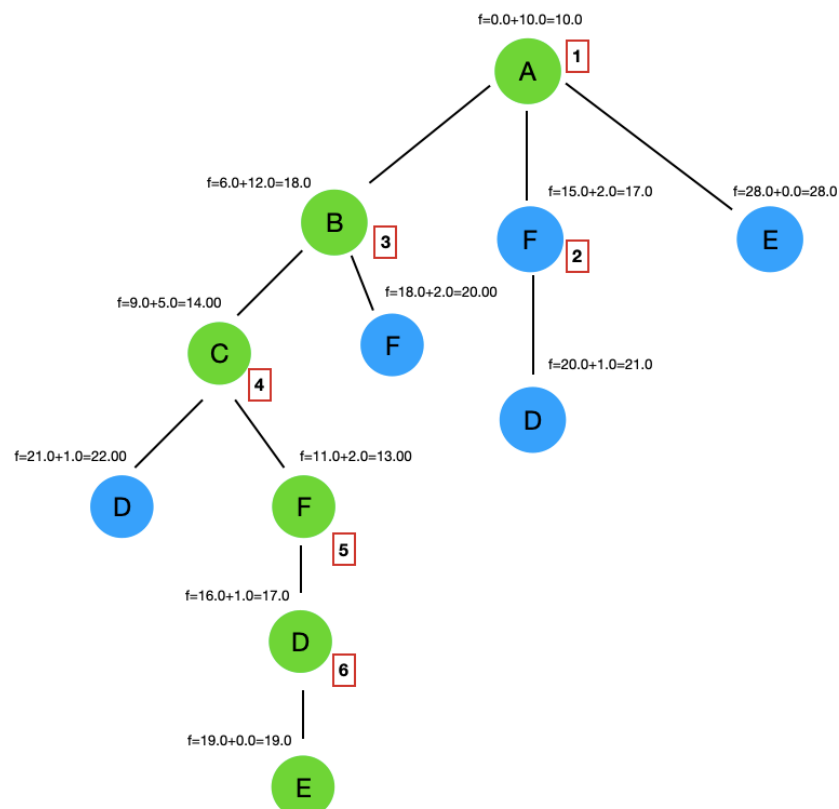 f=0.0+10.0=10.0
1
A
f=6.0+12.0=18.0
f=15.0+2.0=17.0
f=28.0+0.0=28.0
B
3
F
2
E
f=9.0+5.0=14.00
f=18.0+2.0=20.00
C
4
F
f=20.0+1.0=21.0
D
f=21.0+1.0=22.00
f=11.0+2.0=13.00
D
F
5
f=16.0+1.0=17.0
D
6
f=19.0+0.0=19.0
E